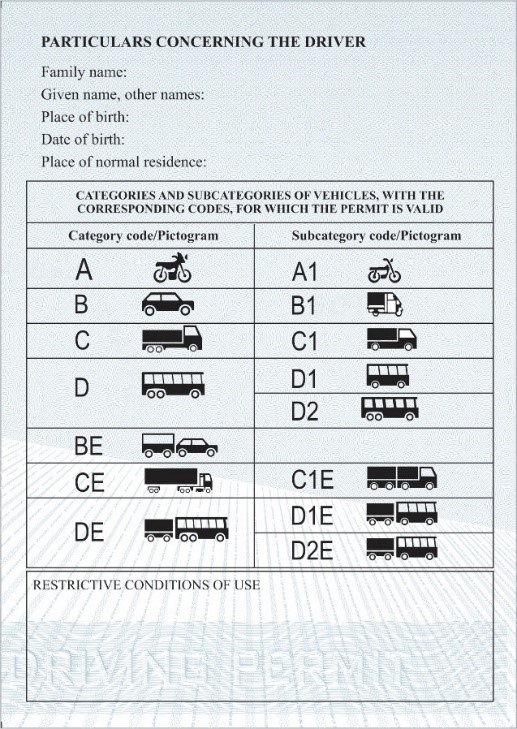 PARTICULARS CONCERNING THE DRIVER
Family name:
Given name, other names:
Place of birth:
Date of birth:
Place of normal residence:
CATEGORIES AND SUBCATEGORIES OF VEHICLES, WITH THE
CORRESPONDING CODES, FOR WHICH THE PERMIT IS VALID
Category code/Pictogram Subcategory code/Pictogram
A A1
B B1
C C1
D D1
D2
BE
CE C1E
DE D1E
D2E
RESTRICTIVE CONDITIONS OF USE
DRIVING PERMIT